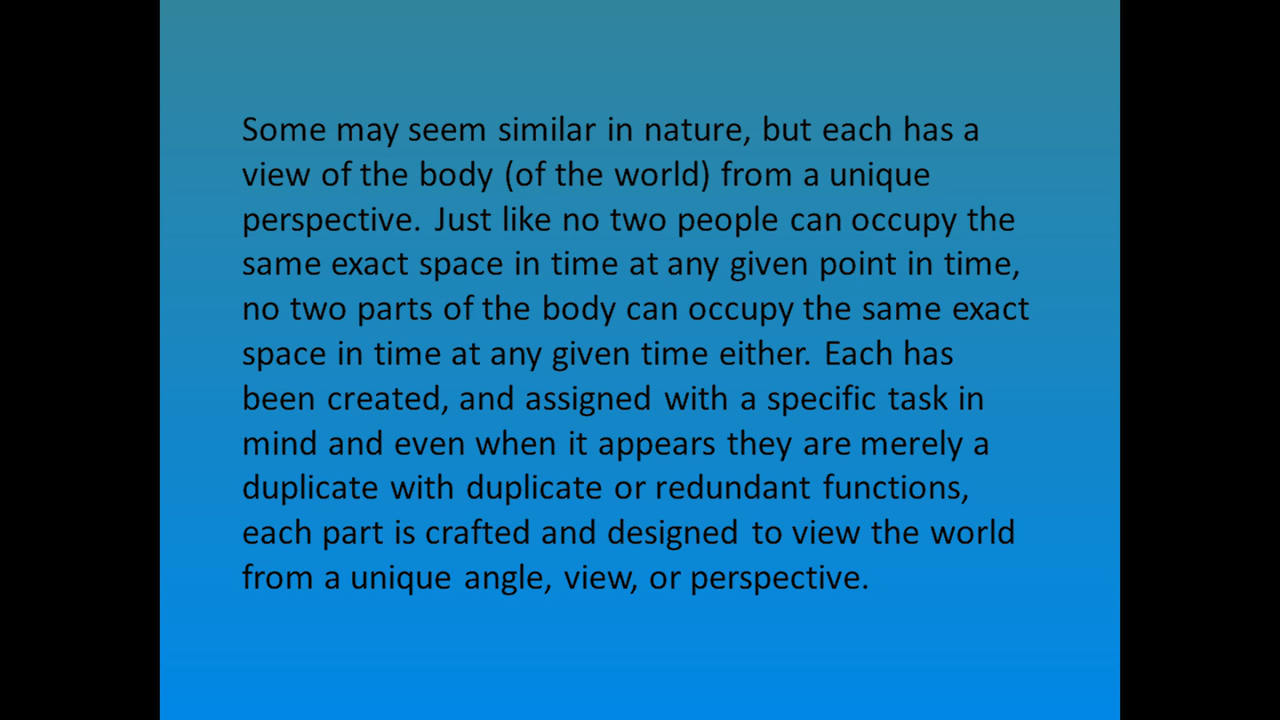 Some may seem similar in nature, but each has a
view of the body (of the world) from a unique
perspective. Just like no two people can occupy the
same exact space in time at any given point in time,
no two parts of the body can occupy the same exact
space in time at any given time either. Each has
been created, and assigned with a specific task in
mind and even when it appears they are merely a
duplicate with duplicate or redundant functions,
each part is crafted and designed to view the world
from a unique angle, view, or perspective.